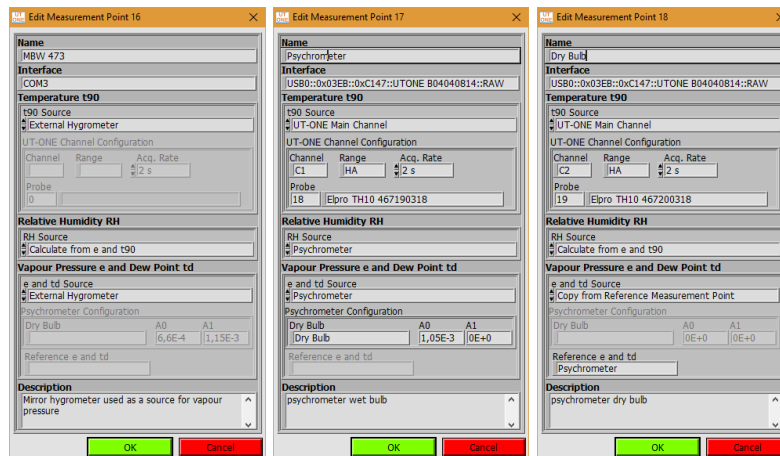 UT-ONE Edit Measurement Point 16
Name
MBW 473
Interface
COM3
Temperature t90
t90 Source
External Hygrometer
UT-ONE Channel Configuration
Channel Range Acq. Rate
2 s
Probe
0
Relative Humidity RH
RH Source
Calculate from e and t90
Vapour Pressure e and Dew Point td
e and td Source
External Hygrometer
Psychrometer Configuration
Dry Bulb A0 A1
6,6E-4 1,15E-3
Reference e and td
Description
Mirror hygrometer used as a source for vapour
pressure
OK Cancel
UT-ONE Edit Measurement Point 17
Name
Psychrometer
Interface
USB0::0x03EB::0xC147::UTONE B04040814::RAW
Temperature t90
t90 Source
UT-ONE Main Channel
UT-ONE Channel Configuration
Channel Range Acq. Rate
C1 HA 2 s
Probe
18 Elpro TH10 467190318
Relative Humidity RH
RH Source
Psychrometer
Vapour Pressure e and Dew Point td
e and td Source
Psychrometer
Psychrometer Configuration
Dry Bulb A0 A1
Dry Bulb 1,05E-3 0E+0
Reference e and td
Description
psychrometer wet bulb
OK Cancel
UT-ONE Edit Measurement Point 18
Name
Dry Bulb
Interface
USB0::0x03EB::0xC147::UTONE B04040814::RAW
Temperature t90
t90 Source
UT-ONE Main Channel
UT-ONE Channel Configuration
Channel Range Acq. Rate
C2 HA 2 s
Probe
19 Elpro TH10 467200318
Relative Humidity RH
RH Source
Calculate from e and t90
Vapour Pressure e and Dew Point td
e and td Source
Copy from Reference Measurement Point
Psychrometer Configuration
Dry Bulb A0 A1
0E+0 0E+0
Reference e and td
Psychrometer
Description
psychrometer dry bulb
OK Cancel